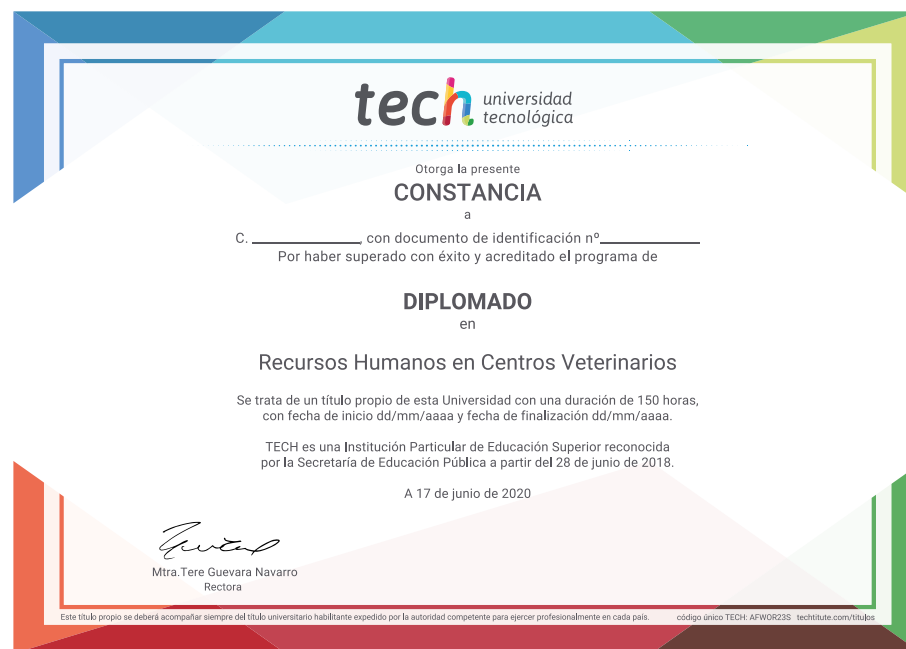 tech universidad
tecnológica
Otorga la presente
CONSTANCIA
a
C. ____________, con documento de identificación nº____________
Por haber superado con éxito y acreditado el programa de
DIPLOMADO
en
Recursos Humanos en Centros Veterinarios
Se trata de un título propio de esta Universidad con una duración de 150 horas,
con fecha de inicio dd/mm/aaaa y fecha de finalización dd/mm/aaaa.
TECH es una Institución Particular de Educación Superior reconocida
por la Secretaría de Educación Pública a partir del 28 de junio de 2018.
A 17 de junio de 2020
Mtra.Tere Guevara Navarro
Rectora
Este título propio se deberá acompañar siempre del título universitario habilitante expedido por la autoridad competente para ejercer profesionalmente en cada país. código único TECH: AFWOR23S techtitute.com/titulos